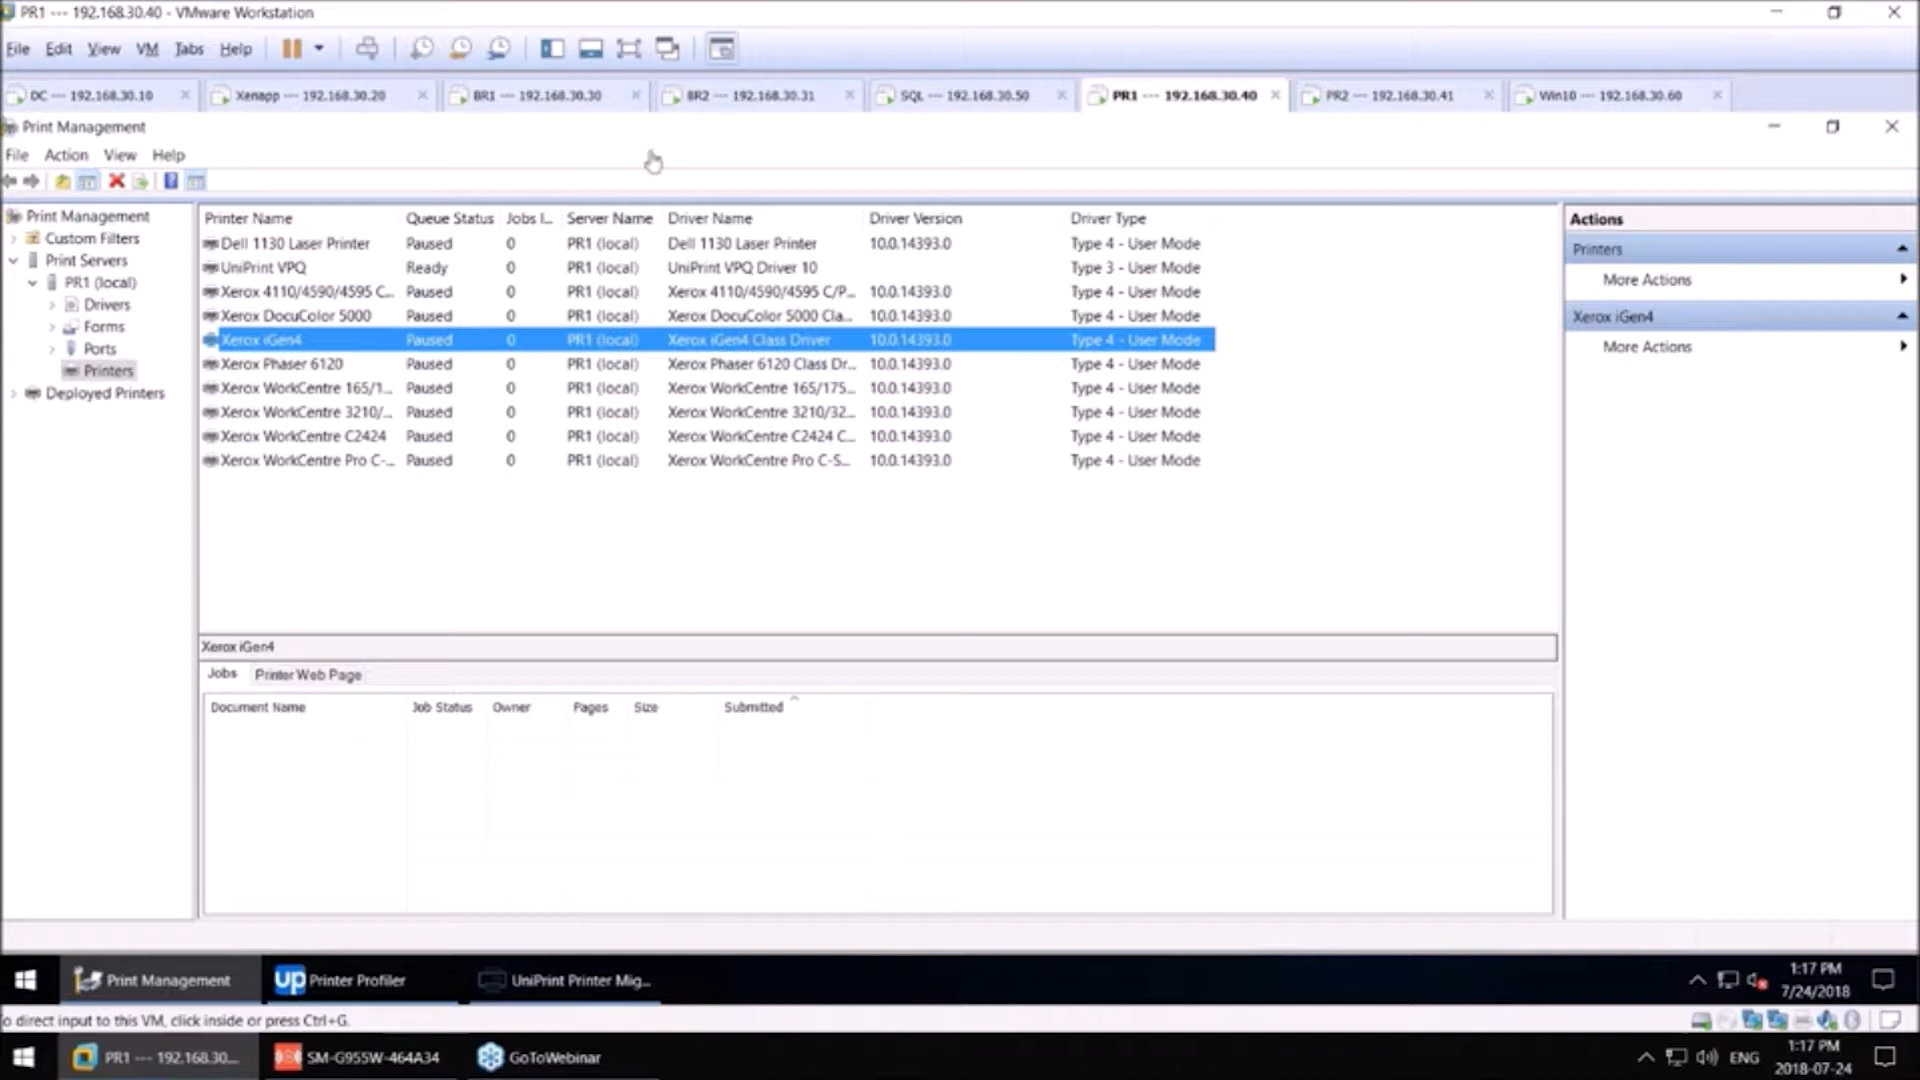 PR1 --- 192.168.30.40 - VMware Workstation
File Edit View VM Tabs Help
DC --- 192.168.30.10
Xenapp --- 192.168.30.20
BR1 --- 192.168.30.30
BR2 --- 192.168.30.31
SQL --- 192.168.30.50
PR1 --- 192.168.30.40
PR2 --- 192.168.30.41
Win10 --- 192.168.30.60
Print Management
File Action View Help
Print Management
Custom Filters
Print Servers
PR1 (local)
Drivers
Forms
Ports
Printers
Deployed Printers
Printer Name Queue Status Jobs I... Server Name Driver Name Driver Version Driver Type
Dell 1130 Laser Printer Paused 0 PR1 (local) Dell 1130 Laser Printer 10.0.14393.0 Type 4 - User Mode
UniPrint VPQ Ready 0 PR1 (local) UniPrint VPQ Driver 10 Type 3 - User Mode
Xerox 4110/4590/4595 C... Paused 0 PR1 (local) Xerox 4110/4590/4595 C/P... 10.0.14393.0 Type 4 - User Mode
Xerox DocuColor 5000 Paused 0 PR1 (local) Xerox DocuColor 5000 Cla... 10.0.14393.0 Type 4 - User Mode
Xerox iGen4 Paused 0 PR1 (local) Xerox iGen4 Class Driver 10.0.14393.0 Type 4 - User Mode
Xerox Phaser 6120 Paused 0 PR1 (local) Xerox Phaser 6120 Class Dr... 10.0.14393.0 Type 4 - User Mode
Xerox WorkCentre 165/1... Paused 0 PR1 (local) Xerox WorkCentre 165/175... 10.0.14393.0 Type 4 - User Mode
Xerox WorkCentre 3210/... Paused 0 PR1 (local) Xerox WorkCentre 3210/32... 10.0.14393.0 Type 4 - User Mode
Xerox WorkCentre C2424 Paused 0 PR1 (local) Xerox WorkCentre C2424 C... 10.0.14393.0 Type 4 - User Mode
Xerox WorkCentre Pro C-... Paused 0 PR1 (local) Xerox WorkCentre Pro C-S... 10.0.14393.0 Type 4 - User Mode
Actions
Printers
More Actions
Xerox iGen4
More Actions
Xerox iGen4
Jobs Printer Web Page
Document Name Job Status Owner Pages Size Submitted
Print Management
up Printer Profiler
UniPrint Printer Mig...
1:17 PM
7/24/2018
o direct input to this VM, click inside or press Ctrl+G.
PR1 --- 192.168.30...
SM-G955W-464A34
GoToWebinar
ENG
1:17 PM
2018-07-24